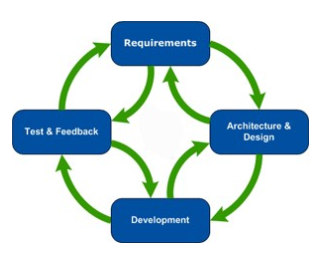 Requirements
Test & Feedback
Architecture &
Design
Development